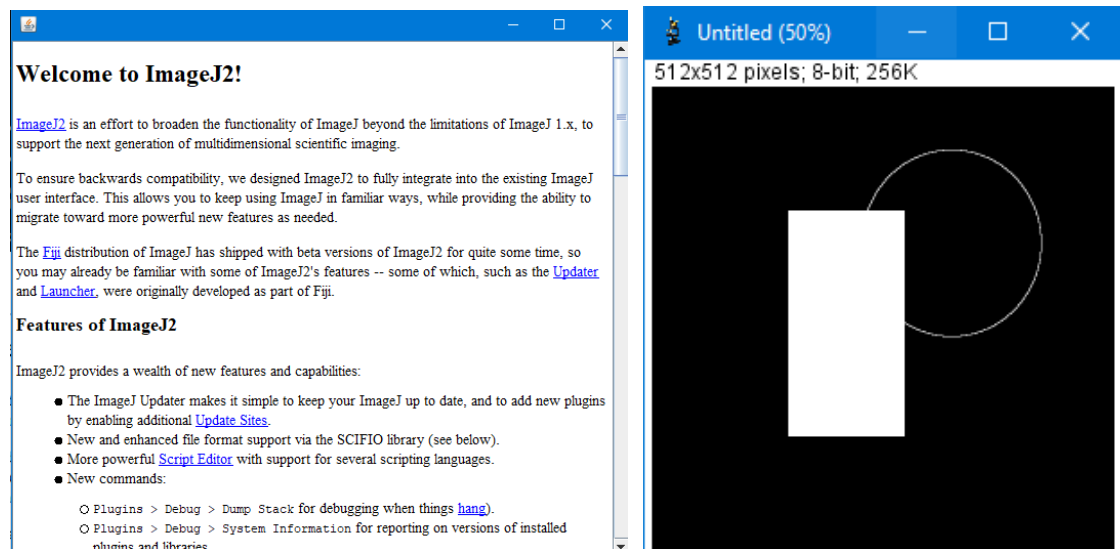 Welcome to ImageJ2!
ImageJ2 is an effort to broaden the functionality of ImageJ beyond the limitations of ImageJ 1.x, to
support the next generation of multidimensional scientific imaging.
To ensure backwards compatibility, we designed ImageJ2 to fully integrate into the existing ImageJ
user interface. This allows you to keep using ImageJ in familiar ways, while providing the ability to
migrate toward more powerful new features as needed.
The Fiji distribution of ImageJ has shipped with beta versions of ImageJ2 for quite some time, so
you may already be familiar with some of ImageJ2's features -- some of which, such as the Updater
and Launcher, were originally developed as part of Fiji.
Features of ImageJ2
ImageJ2 provides a wealth of new features and capabilities:
The ImageJ Updater makes it simple to keep your ImageJ up to date, and to add new plugins
by enabling additional Update Sites.
New and enhanced file format support via the SCIFIO library (see below).
More powerful Script Editor with support for several scripting languages.
New commands:
Plugins > Debug > Dump Stack for debugging when things hang).
Plugins > Debug > System Information for reporting on versions of installed
plugins and libraries
Untitled (50%)
512x512 pixels; 8-bit; 256K